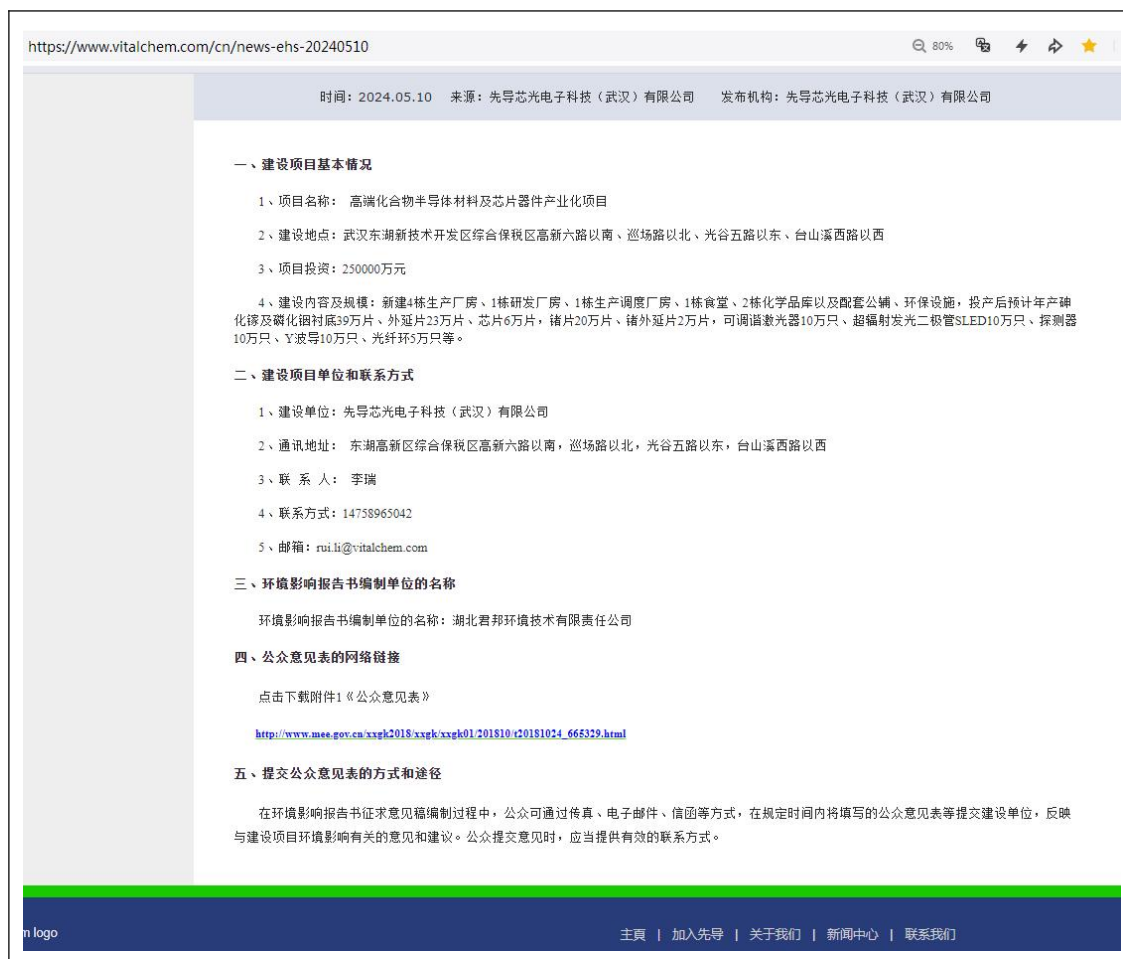 https://www.vitalchem.com/cn/news-ehs-20240510
80%
时间：2024.05.10 来源：先导芯光电子科技（武汉）有限公司 发布机构：先导芯光电子科技（武汉）有限公司
一、建设项目基本情况
1、项目名称： 高端化合物半导体材料及芯片器件产业化项目
2、建设地点：武汉东湖新技术开发区综合保税区高新六路以南、巡场路以北、光谷五路以东、台山溪西路以西
3、项目投资：250000万元
4、建设内容及规模：新建4栋生产厂房、1栋研发厂房、1栋生产调度厂房、1栋食堂、2栋化学品库以及配套公辅、环保设施，投产后预计年产砷
化镓及磷化铟衬底39万片、外延片23万片、芯片6万片，锗片20万片、锗外延片2万片，可调谐激光器10万只、超辐射发光二极管SLED10万只、探测器
10万只、Y波导10万只、光纤环5万只等。
二、建设项目单位和联系方式
1、建设单位：先导芯光电子科技（武汉）有限公司
2、通讯地址： 东湖高新区综合保税区高新六路以南，巡场路以北，光谷五路以东，台山溪西路以西
3、联 系 人： 李瑞
4、联系方式：14758965042
5、邮箱：rui.li@vitalchem.com
三、环境影响报告书编制单位的名称
环境影响报告书编制单位的名称：湖北君邦环境技术有限责任公司
四、公众意见表的网络链接
点击下载附件1《公众意见表》
http://www.mee.gov.cn/xxgk2018/xxgk/xxgk01/201810/t20181024_665329.html
五、提交公众意见表的方式和途径
在环境影响报告书征求意见稿编制过程中，公众可通过传真、电子邮件、信函等方式，在规定时间内将填写的公众意见表等提交建设单位，反映
与建设项目环境影响有关的意见和建议。公众提交意见时，应当提供有效的联系方式。
n logo
主頁 | 加入先导 | 关于我们 | 新闻中心 | 联系我们